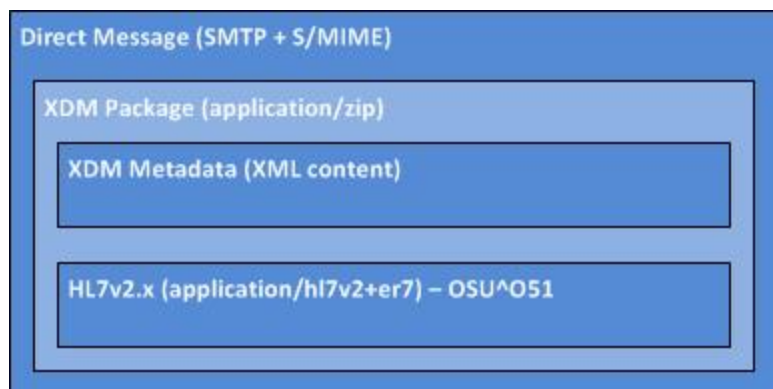 Direct Message (SMTP + S/MIME)
XDM Package (application/zip)
XDM Metadata (XML content)
HL7v2.x (application/hl7v2+er7) – OSU^O51